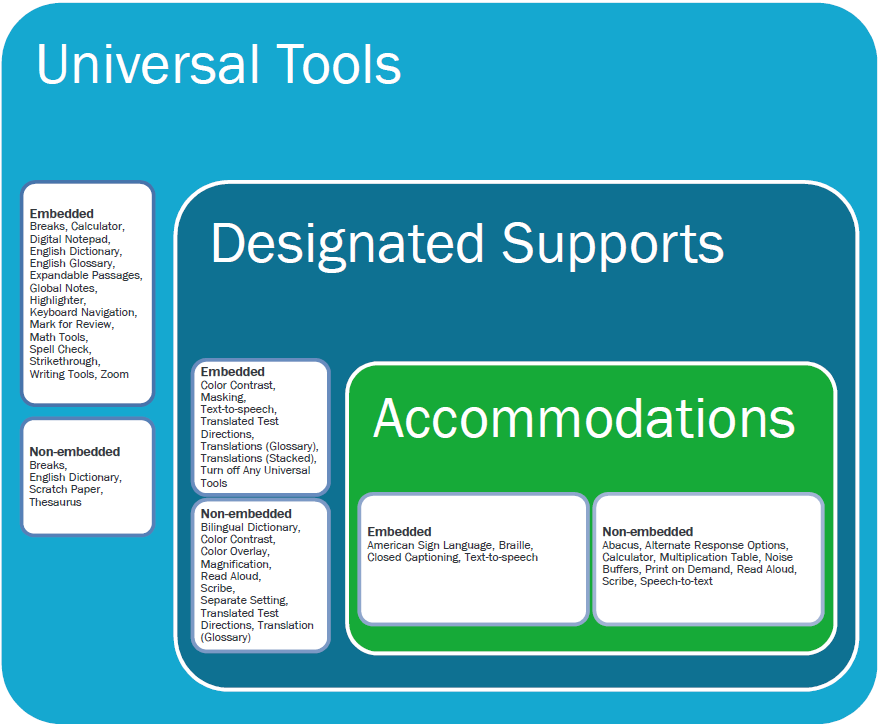 Universal Tools
Embedded
Breaks, Calculator,
Digital Notepad,
English Dictionary,
English Glossary,
Expandable Passages,
Global Notes,
Highlighter,
Keyboard Navigation,
Mark for Review,
Math Tools,
Spell Check,
Strikethrough,
Writing Tools, Zoom
Non-embedded
Breaks,
English Dictionary,
Scratch Paper,
Thesaurus
Designated Supports
Embedded
Color Contrast,
Masking,
Text-to-speech,
Translated Test
Directions,
Translations (Glossary),
Translations (Stacked),
Turn off Any Universal
Tools
Non-embedded
Bilingual Dictionary,
Color Contrast,
Color Overlay,
Magnification,
Read Aloud,
Scribe,
Separate Setting,
Translated Test
Directions, Translation
(Glossary)
Accommodations
Embedded
American Sign Language, Braille,
Closed Captioning, Text-to-speech
Non-embedded
Abacus, Alternate Response Options,
Calculator, Multiplication Table, Noise
Buffers, Print on Demand, Read Aloud,
Scribe, Speech-to-text